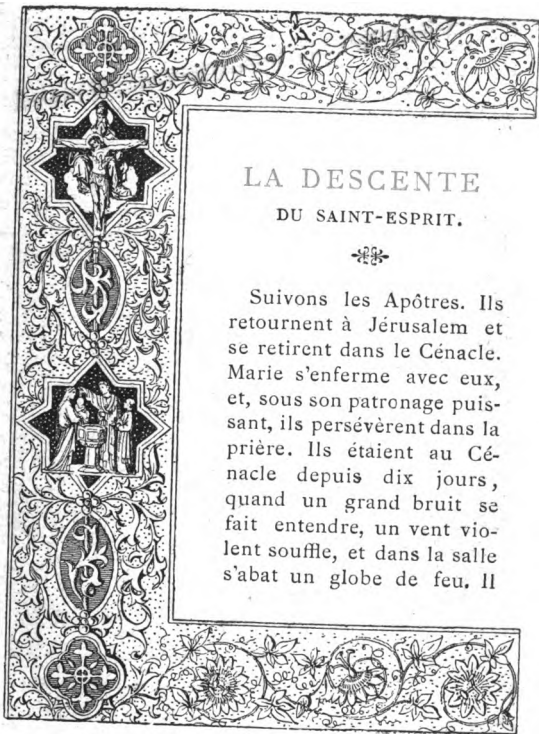 LA DESCENTE
DU SAINT-ESPRIT.
Suivons les Apôtres. Ils
retournent à Jérusalem et
se retirent dans le Cénacle.
Marie s'enferme avec eux,
et, sous son patronage puis-
sant, ils persévèrent dans la
prière. Ils étaient au Cé-
nacle depuis dix jours,
quand un grand bruit se
fait entendre, un vent vio-
lent souffle, et dans la salle
s'abat un globe de feu. Il